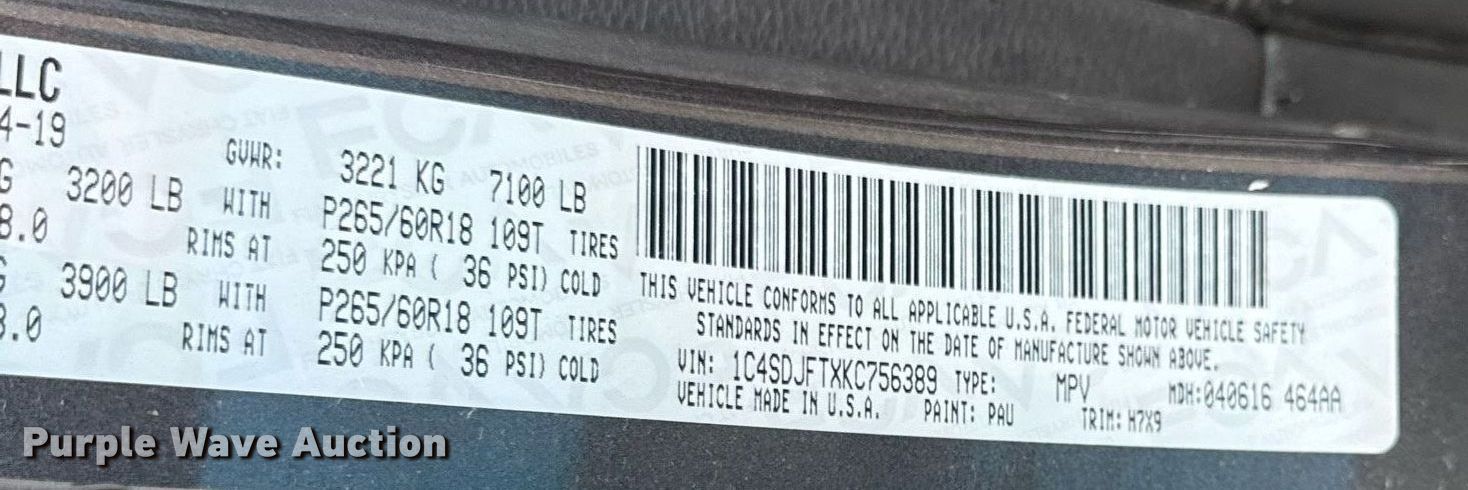 LLC
4-19
GVWR: 3221 KG 7100 LB
G 3200 LB WITH P265/60R18 109T TIRES
8.0 RIMS AT 250 KPA ( 36 PSI) COLD
G 3900 LB WITH P265/60R18 109T TIRES
8.0 RIMS AT 250 KPA ( 36 PSI) COLD
THIS VEHICLE CONFORMS TO ALL APPLICABLE U.S.A. FEDERAL MOTOR VEHICLE SAFETY
STANDARDS IN EFFECT ON THE DATE OF MANUFACTURE SHOWN ABOVE.
VIN: 1C4SDJFTXKC756389 TYPE: MPV MDH:040616 464AA
VEHICLE MADE IN U.S.A. PAINT: PAU TRIM: H7X9
Purple Wave Auction